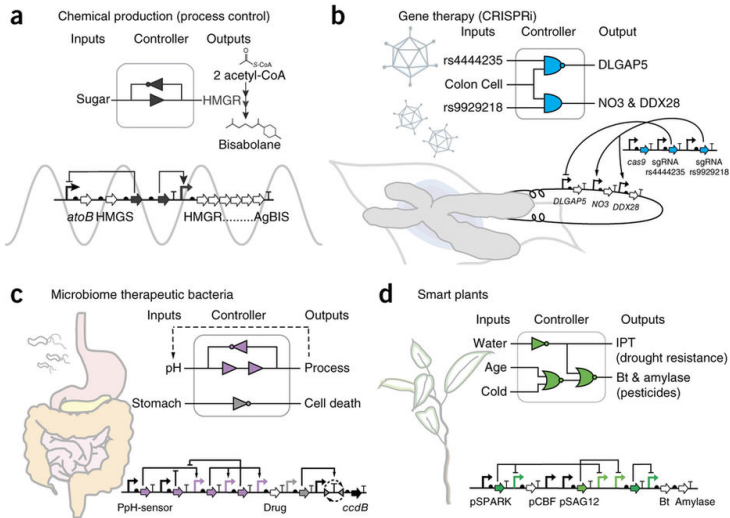 a
Chemical production (process control)
Inputs Controller Outputs
S-CoA
2 acetyl-CoA
Sugar
HMGR
Bisabolane
atoB HMGS HMGR.........AgBIS
b
Gene therapy (CRISPRi)
Inputs Controller Outputs
rs4444235
DLGAP5
Colon Cell
rs9929218
NO3 & DDX28
cas9 sgRNA sgRNA
rs4444235 rs9929218
DLGAP5 NO3 DDX28
c
Microbiome therapeutic bacteria
Inputs Controller Outputs
pH
Process
Stomach
Cell death
PpH-sensor Drug ccdB
d
Smart plants
Inputs Controller Outputs
Water
IPT
(drought resistance)
Age
Bt & amylase
Cold
(pesticides)
pSPARK pCBF pSAG12 Bt Amylase